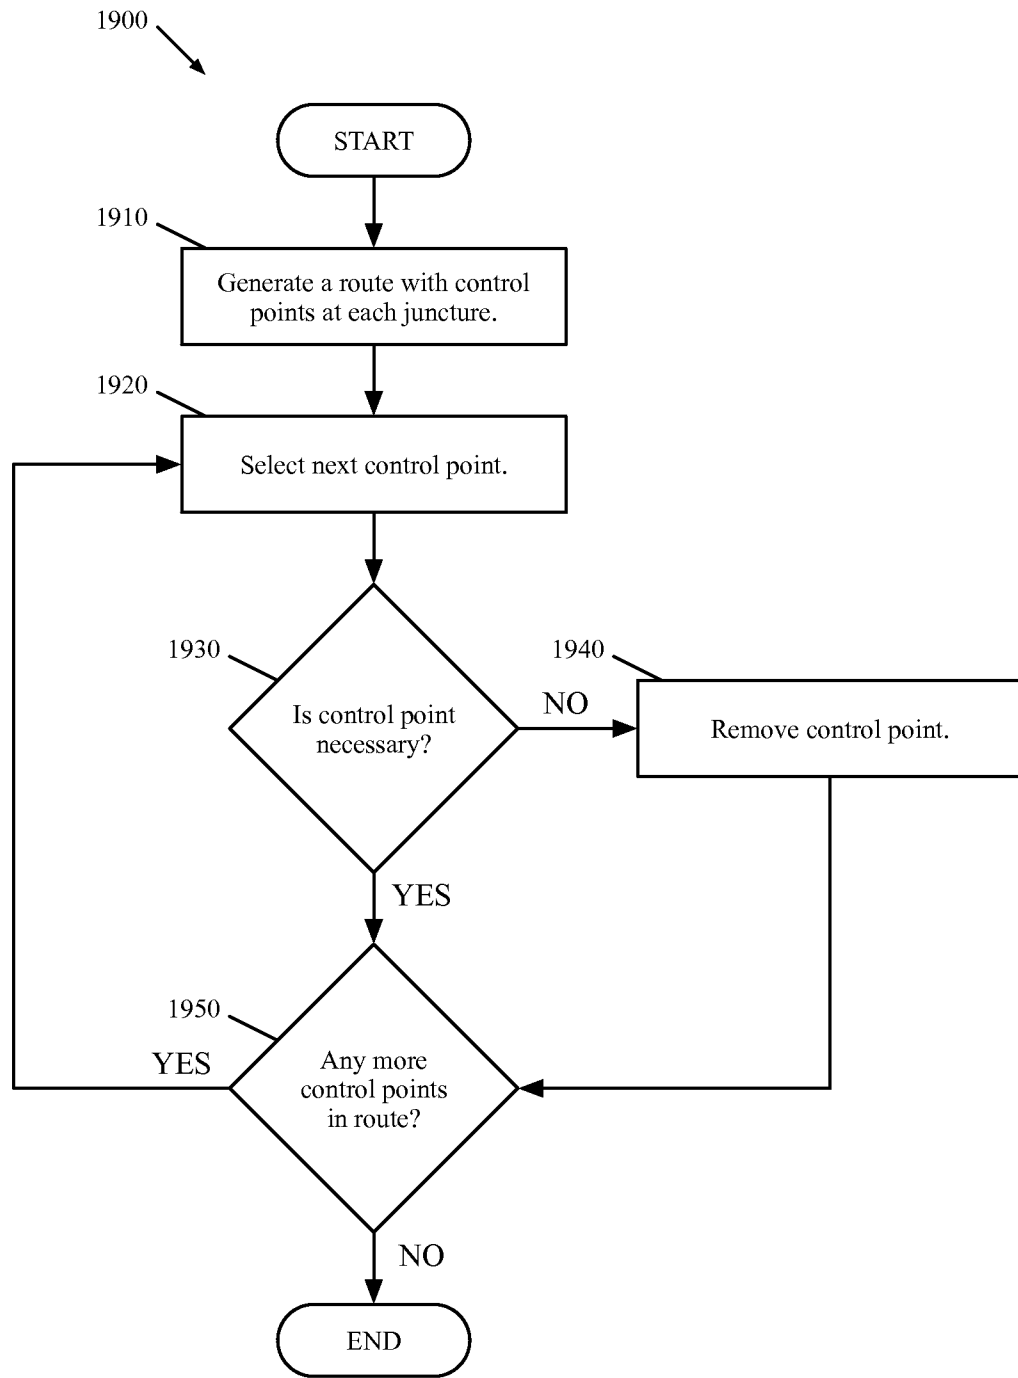 1900
START
1910
Generate a route with control
points at each juncture.
1920
Select next control point.
1930
1940
Is control point
necessary?
NO
Remove control point.
YES
1950
YES
Any more
control points
in route?
NO
END